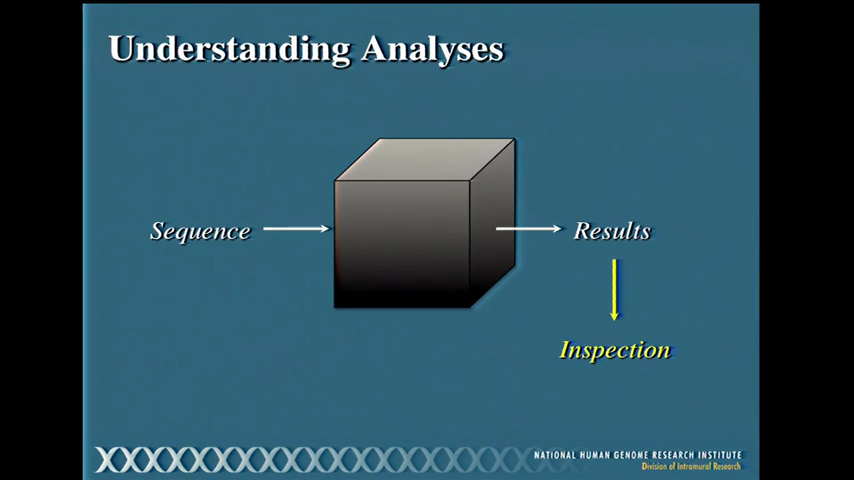 Understanding Analyses
Sequence
Results
Inspection
NATIONAL HUMAN GENOME RESEARCH INSTITUTE
Division of Intramural Research